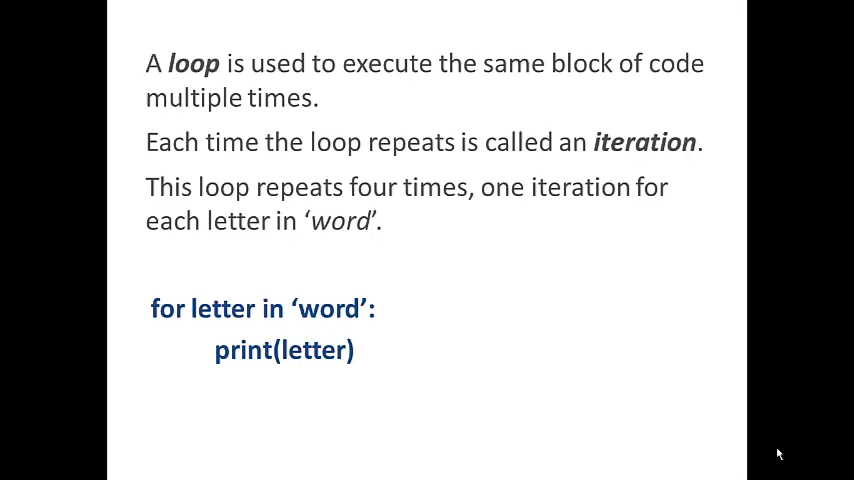 A loop is used to execute the same block of code
multiple times.
Each time the loop repeats is called an iteration.
This loop repeats four times, one iteration for
each letter in ‘word’.
for letter in ‘word’:
print(letter)